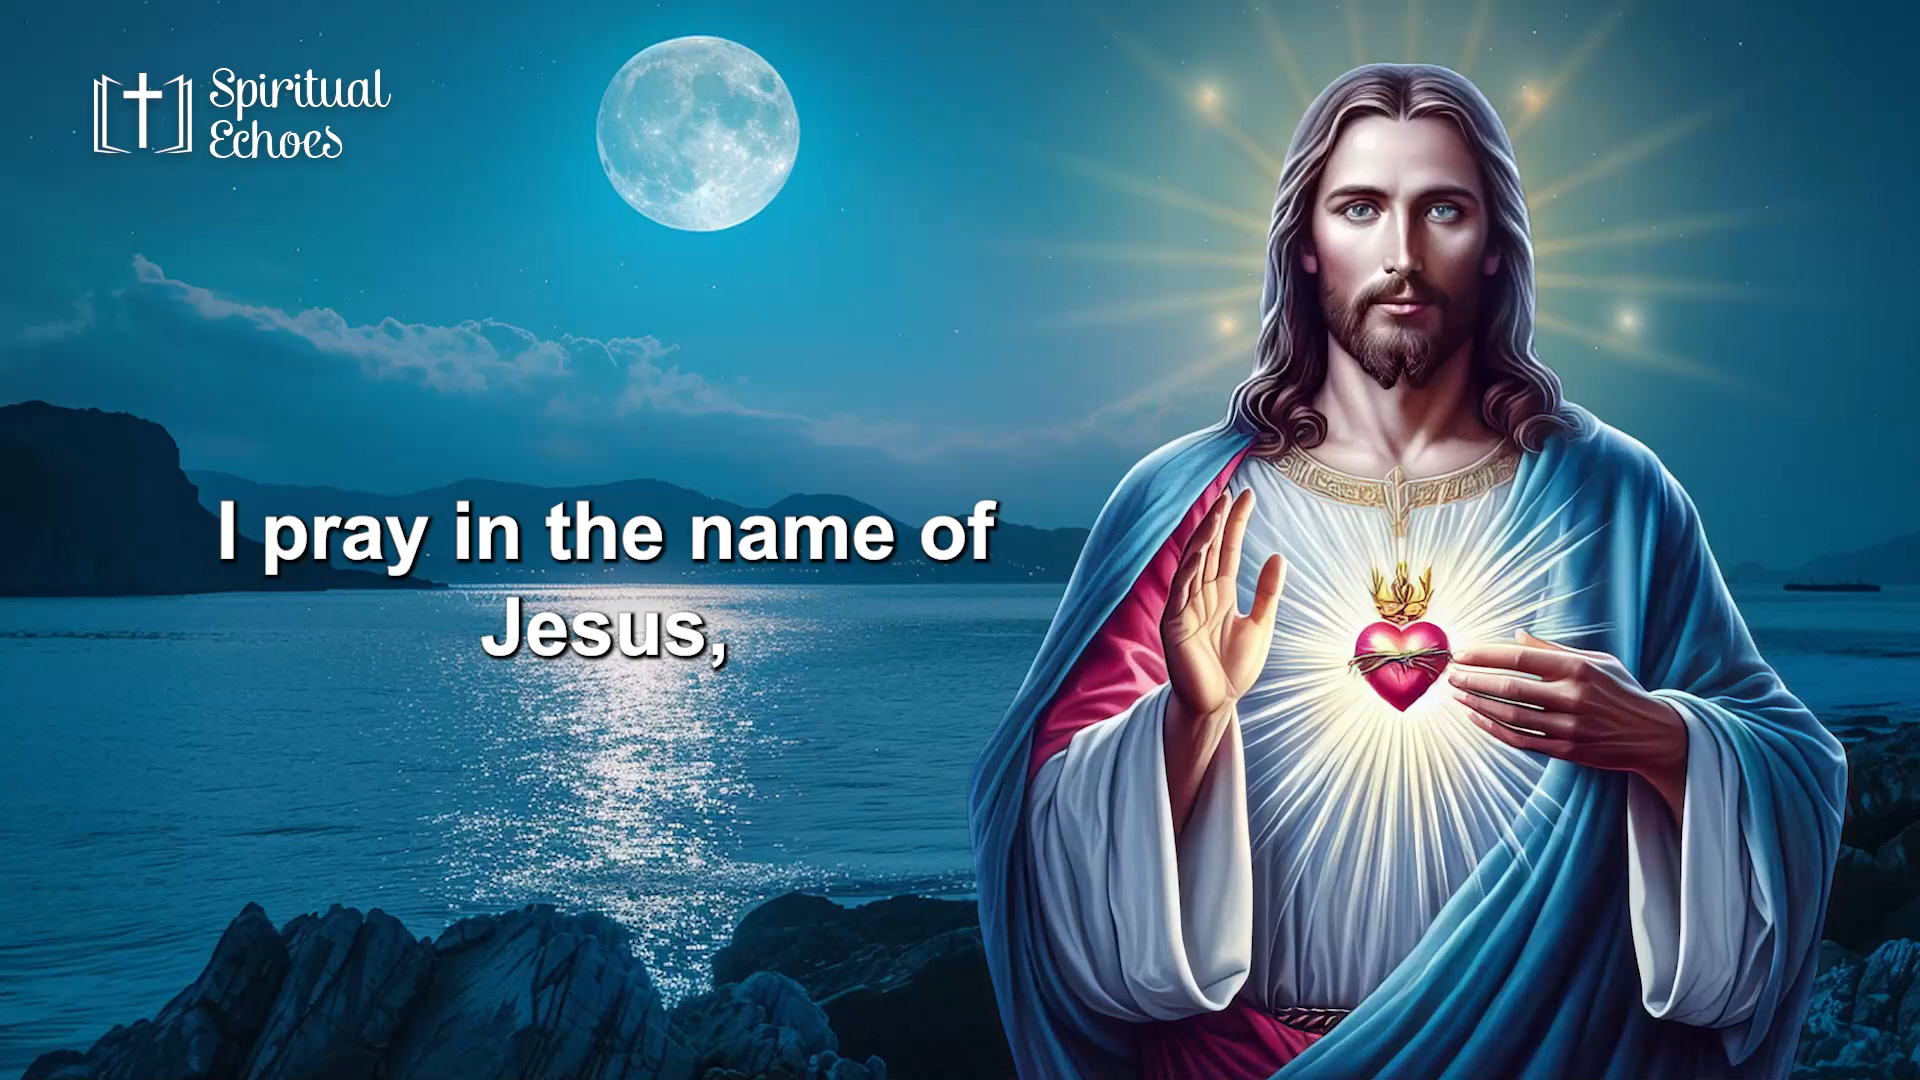 Spiritual
Echoes
I pray in the name of
Jesus,